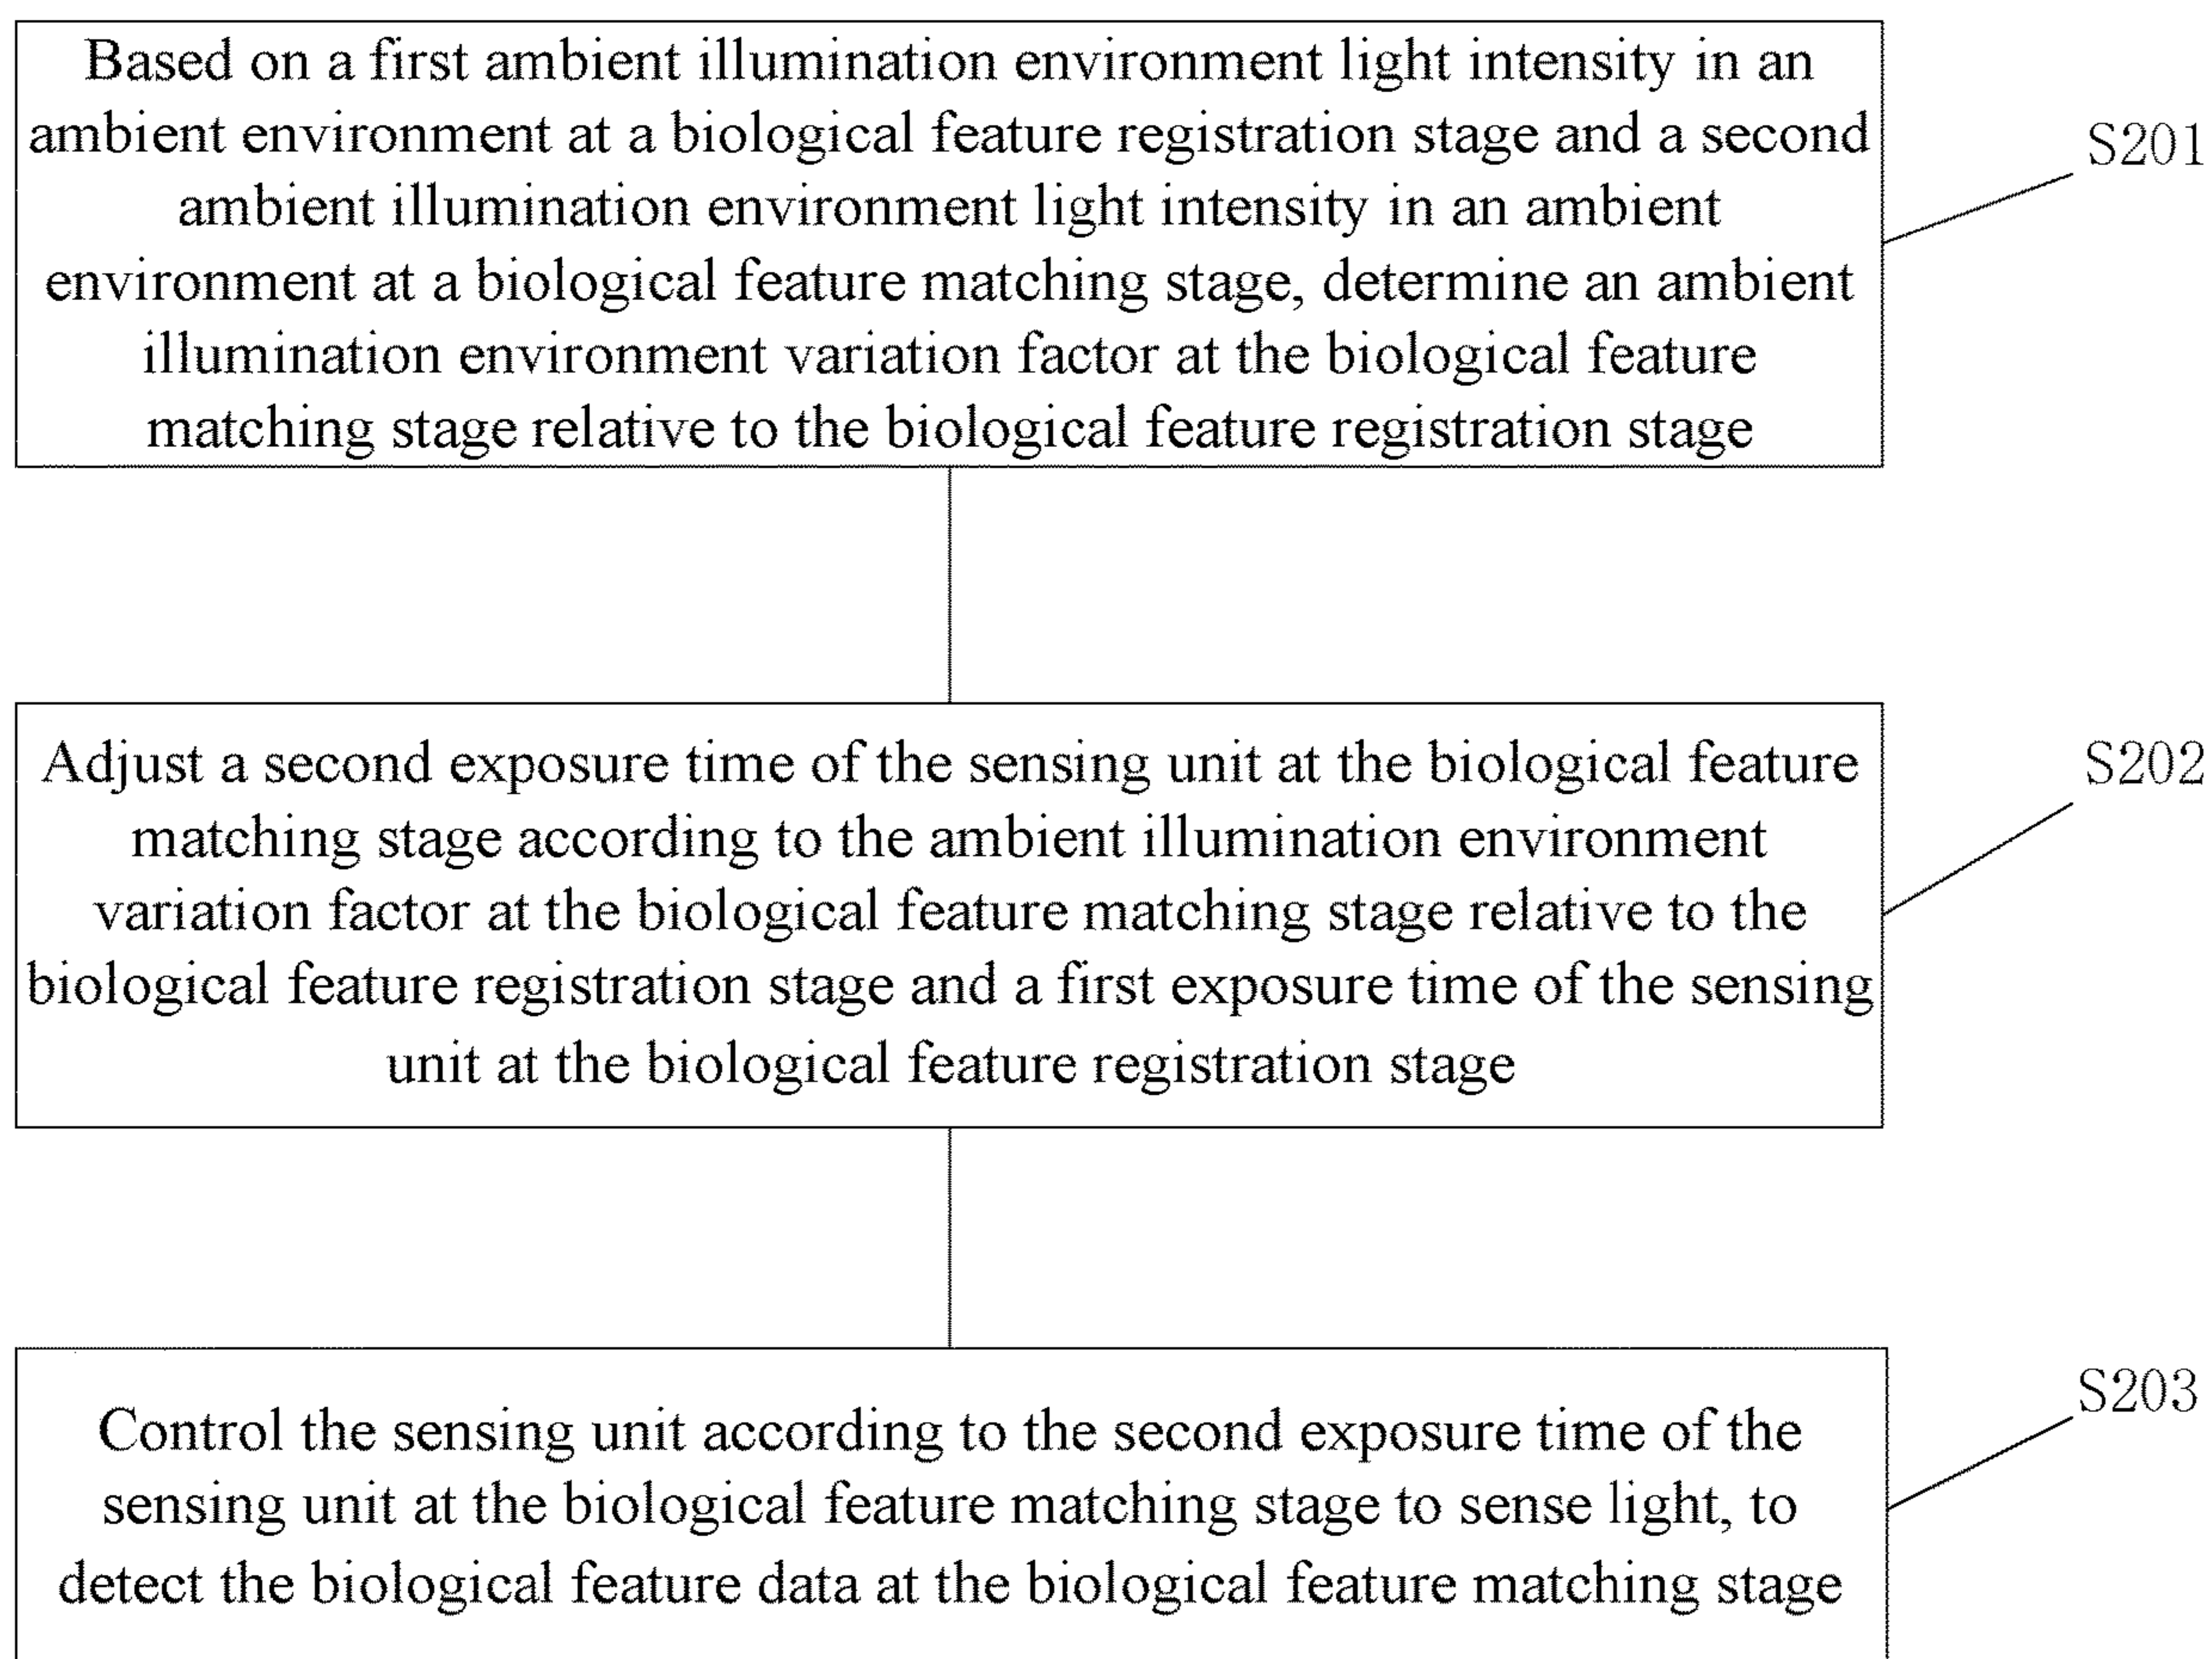 Based on a first ambient illumination environment light intensity in an
ambient environment at a biological feature registration stage and a second
ambient illumination environment light intensity in an ambient
environment at a biological feature matching stage, determine an ambient
illumination environment variation factor at the biological feature
matching stage relative to the biological feature registration stage
S201
Adjust a second exposure time of the sensing unit at the biological feature
matching stage according to the ambient illumination environment
variation factor at the biological feature matching stage relative to the
biological feature registration stage and a first exposure time of the sensing
unit at the biological feature registration stage
S202
Control the sensing unit according to the second exposure time of the
sensing unit at the biological feature matching stage to sense light, to
detect the biological feature data at the biological feature matching stage
S203